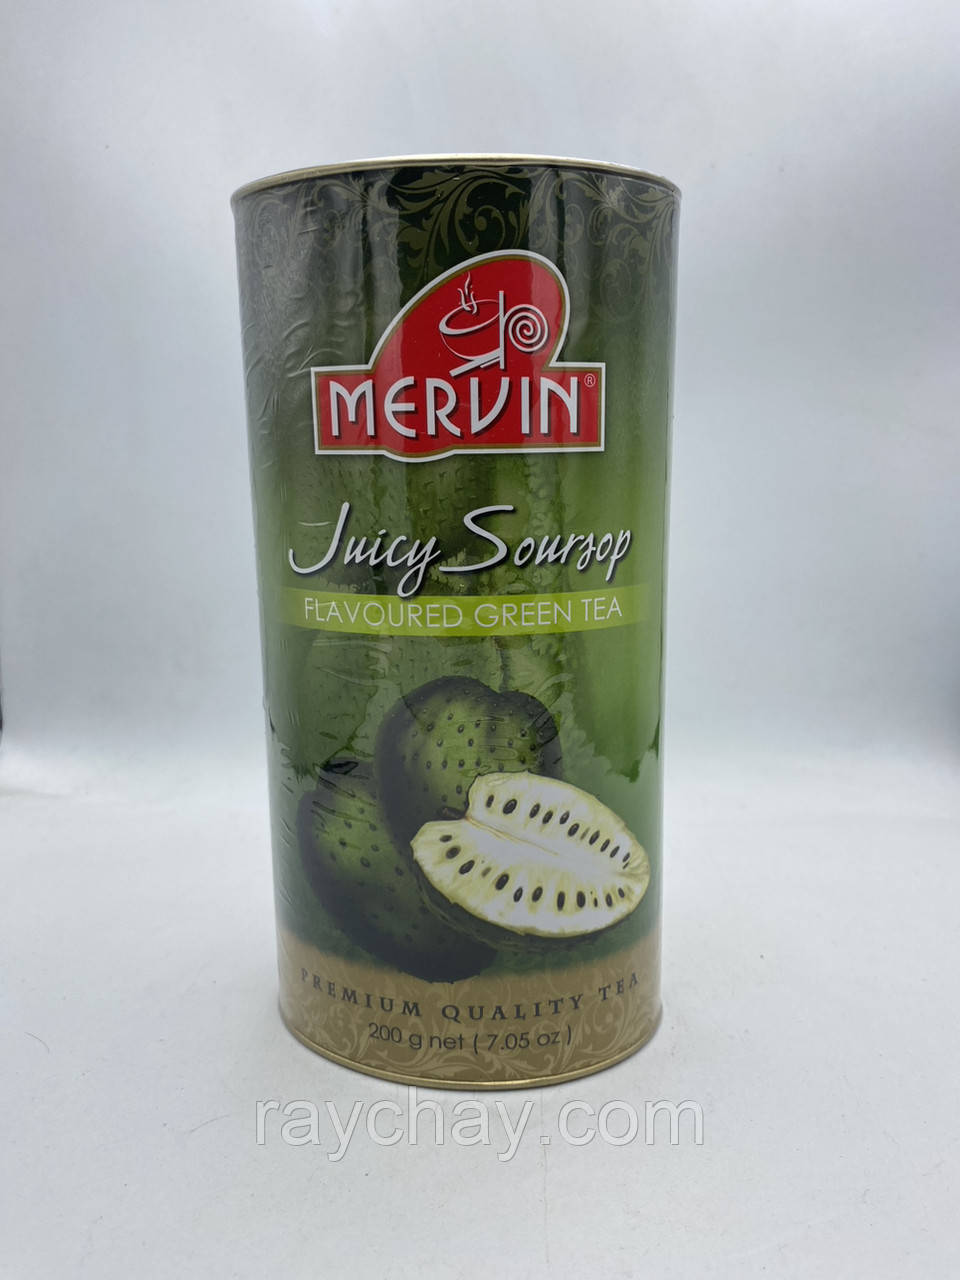 MERVIN®
Juicy Soursop
FLAVOURED GREEN TEA
PREMIUM QUALITY TEA
200 g net ( 7.05 oz )
raychay.com